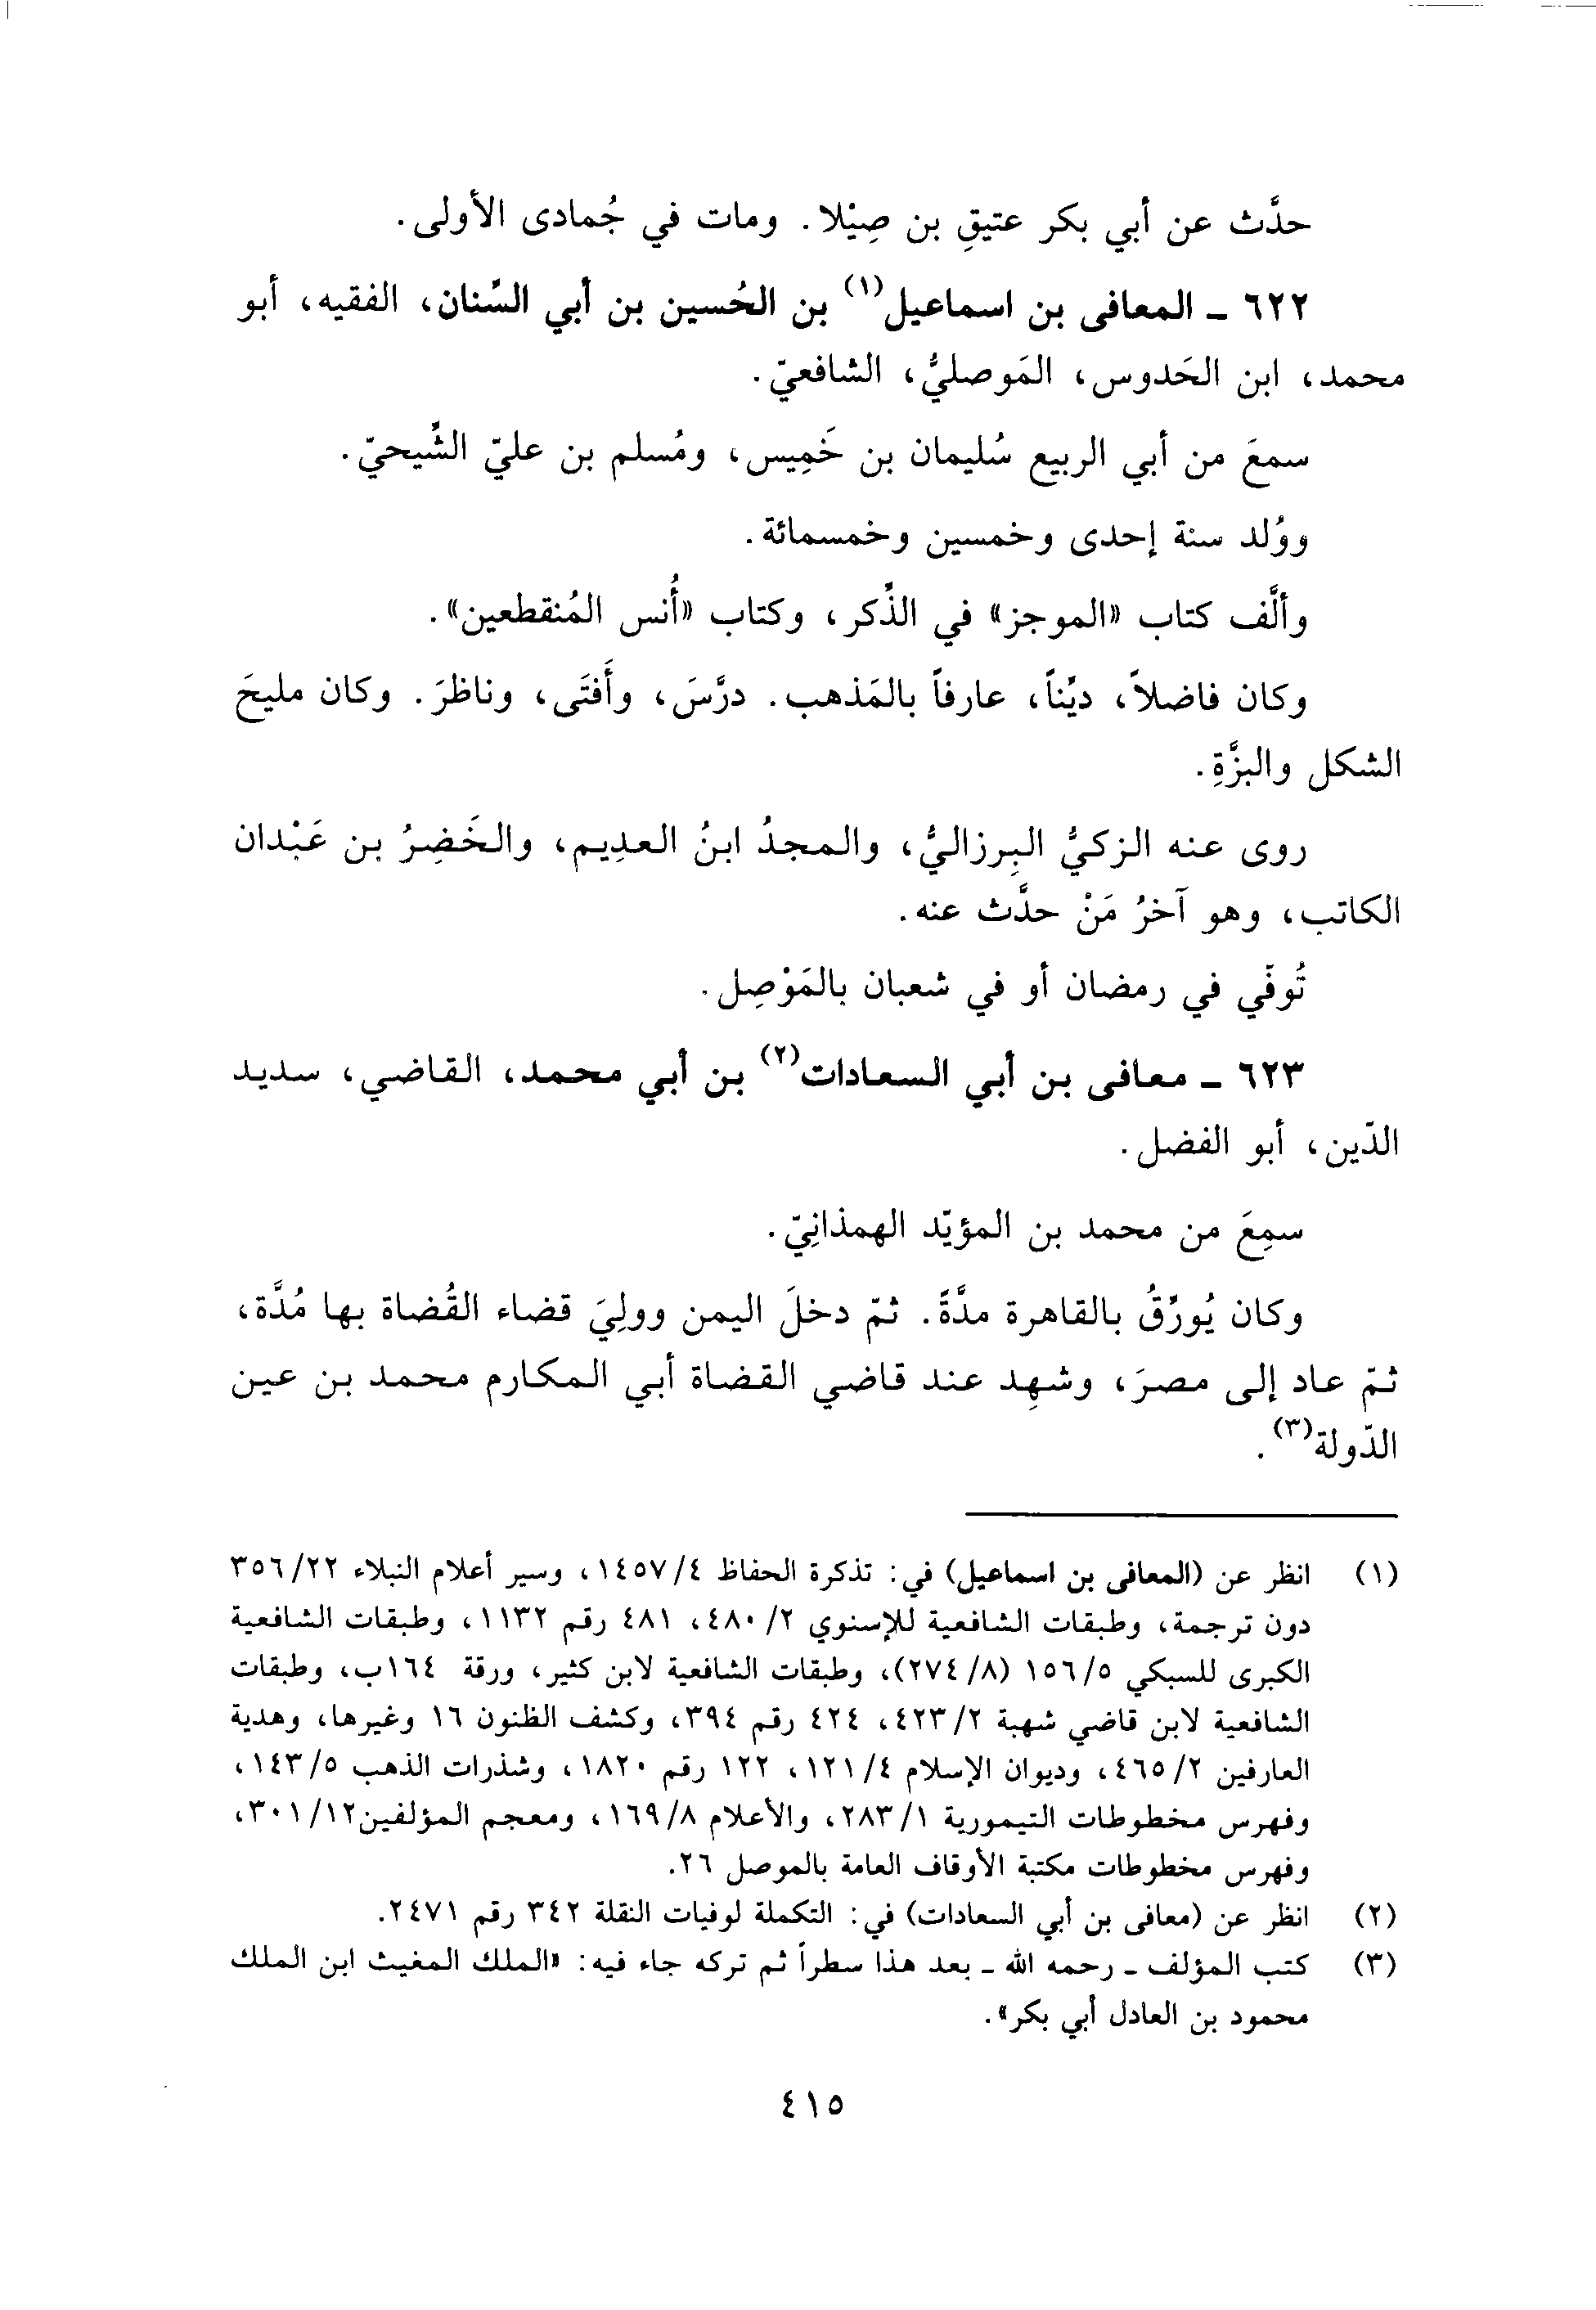 حدَّث عن أبي بكر عتيقِ بن صِيْلا. ومات في جُمادى الأولى.
٦٢٢ - المعافى بن اسماعيل(١) بن الحُسين بن أبي السِّنان، الفقيه، أبو
محمد، ابن الحَدوس، المَوصليُّ، الشافعيّ.
سمعَ من أبي الربيع سُليمان بن خَمِيس، ومُسلم بن عليّ الشِّيحيّ.
ووُلد سنة إحدى وخمسين وخمسمائة.
وألَّف كتاب «الموجز» في الذِّكر، وكتاب «أُنس المُنقطعين».
وكان فاضلاً، ديِّناً، عارفاً بالمَذهب. درَّسَ، وأَفتَى، وناظرَ. وكان مليحَ
الشكل والبزَّةِ.
روى عنه الزكيُّ البِرزاليُّ، والمجدُ ابنُ العدِيم، والخَضِرُ بن عَبْدان
الكاتب، وهو آخرُ مَنْ حدَّث عنه.
تُوفّي في رمضان أو في شعبان بالمَوْصِل.
٦٢٣ - معافى بن أبي السعادات(٢) بن أبي محمد، القاضي، سديد
الدّين، أبو الفضل.
سمِعَ من محمد بن المؤيّد الهمذانِيّ.
وكان يُورِّقُ بالقاهرة مدَّةً. ثمّ دخلَ اليمن وولِيَ قضاء القُضاة بها مُدَّة،
ثمّ عاد إلى مصرَ، وشهِد عند قاضي القضاة أبي المكارم محمد بن عين
الدّولة(٣).
(١) انظر عن (المعافى بن اسماعيل) في: تذكرة الحفاظ ١٤٥٧/٤، وسير أعلام النبلاء ٣٥٦/٢٢
دون ترجمة، وطبقات الشافعية للإسنوي ٤٨٠/٢، ٤٨١ رقم ١١٣٢، وطبقات الشافعية
الكبرى للسبكي ١٥٦/٥ (٢٧٤/٨)، وطبقات الشافعية لابن كثير، ورقة ١٦٤ب، وطبقات
الشافعية لابن قاضي شهبة ٤٢٣/٢، ٤٢٤ رقم ٣٩٤، وكشف الظنون ١٦ وغيرها، وهدية
العارفين ٤٦٥/٢، وديوان الإسلام ١٢١/٤، ١٢٢ رقم ١٨٢٠، وشذرات الذهب ١٤٣/٥،
وفهرس مخطوطات التيمورية ٢٨٣/١، والأعلام ١٦٩/٨، ومعجم المؤلفين ٣٠١/١٢،
وفهرس مخطوطات مكتبة الأوقاف العامة بالموصل ٢٦.
(٢) انظر عن (معافى بن أبي السعادات) في: التكملة لوفيات النقلة ٣٤٢ رقم ٢٤٧١.
(٣) كتب المؤلف - رحمه الله - بعد هذا سطراً ثم تركه جاء فيه: «الملك المغيث ابن الملك
محمود بن العادل أبي بكر».
٤١٥